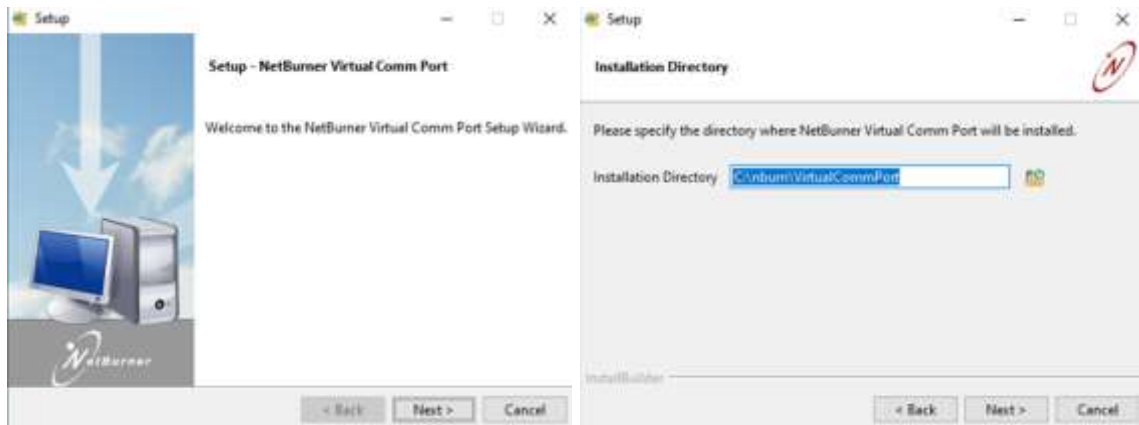 Setup
Setup - NetBurner Virtual Comm Port
Welcome to the NetBurner Virtual Comm Port Setup Wizard.
NetBurner
< Back
Next >
Cancel
Setup
Installation Directory
N
Please specify the directory where NetBurner Virtual Comm Port will be installed.
Installation Directory C:\nburn\VirtualCommPort
InstallBuilder
< Back
Next >
Cancel